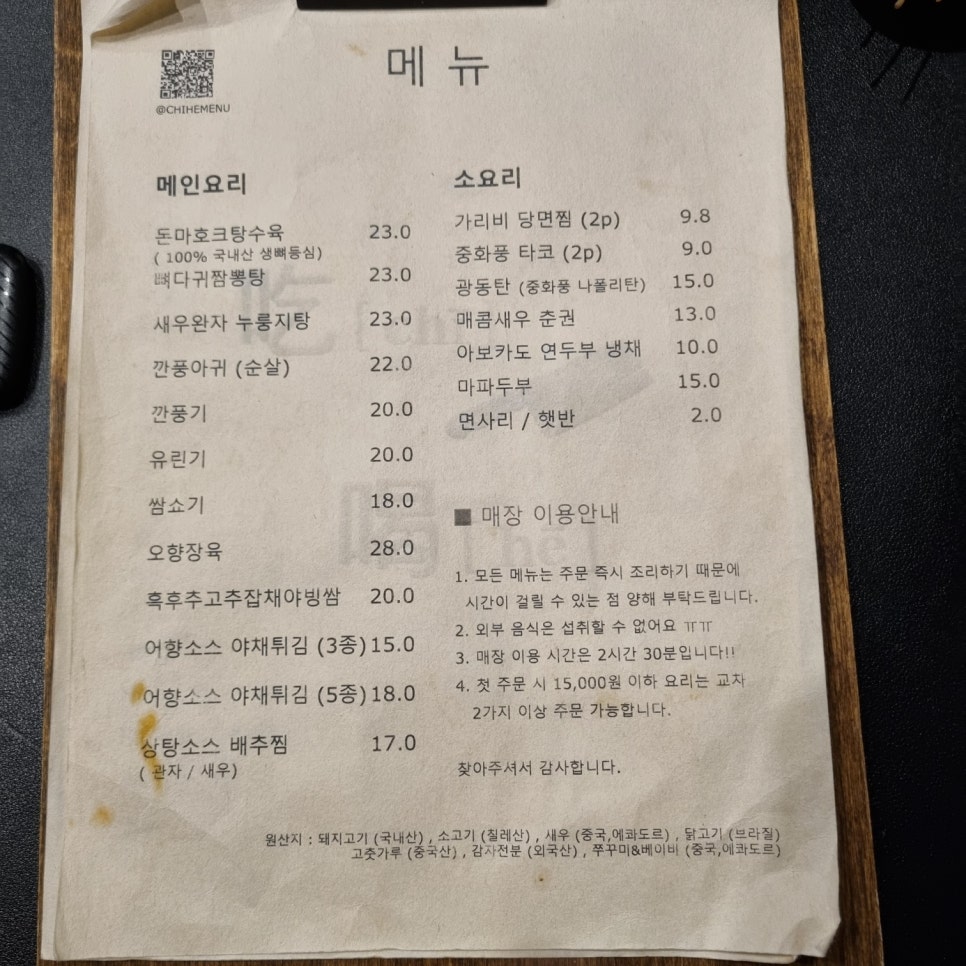 메 뉴
@CHIHEMENU
메인요리
돈마호크탕수육 23.0
( 100% 국내산 생뼈등심)
뼈다귀짬뽕탕 23.0
새우완자 누룽지탕 23.0
깐풍아귀 (순살) 22.0
깐풍기 20.0
유린기 20.0
쌈쇼기 18.0
오향장육 28.0
흑후추고추잡채야빙쌈 20.0
어향소스 야채튀김 (3종) 15.0
어향소스 야채튀김 (5종) 18.0
상탕소스 배추찜 17.0
( 관자 / 새우)
소요리
가리비 당면찜 (2p) 9.8
중화풍 타코 (2p) 9.0
광동탄 (중화풍 나폴리탄) 15.0
매콤새우 춘권 13.0
아보카도 연두부 냉채 10.0
마파두부 15.0
면사리 / 햇반 2.0
■ 매장 이용안내
1. 모든 메뉴는 주문 즉시 조리하기 때문에
시간이 걸릴 수 있는 점 양해 부탁드립니다.
2. 외부 음식은 섭취할 수 없어요 ㅠㅠ
3. 매장 이용 시간은 2시간 30분입니다!!
4. 첫 주문 시 15,000원 이하 요리는 교차
2가지 이상 주문 가능합니다.
찾아주셔서 감사합니다.
원산지 : 돼지고기 (국내산) , 소고기 (칠레산) , 새우 (중국,에콰도르) , 닭고기 (브라질)
고춧가루 (중국산) , 감자전분 (외국산) , 쭈꾸미&베이비 (중국,에콰도르)